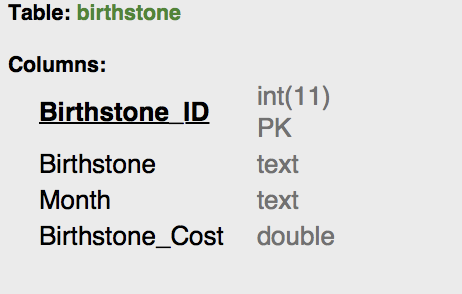 Table: birthstone
Columns:
Birthstone_ID int(11)
PK
Birthstone text
Month text
Birthstone_Cost double